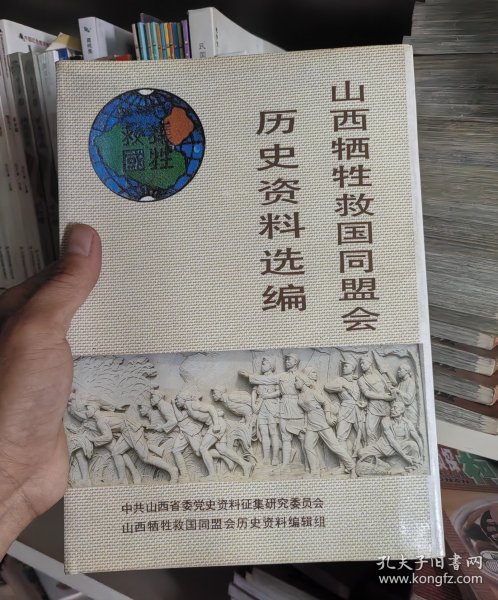 山西牺牲救国同盟会
历史资料选编
犧牲
救國
中共山西省委党史资料征集研究委员会
山西牺牲救国同盟会历史资料编辑组
孔夫子旧书网
www.kongfz.com